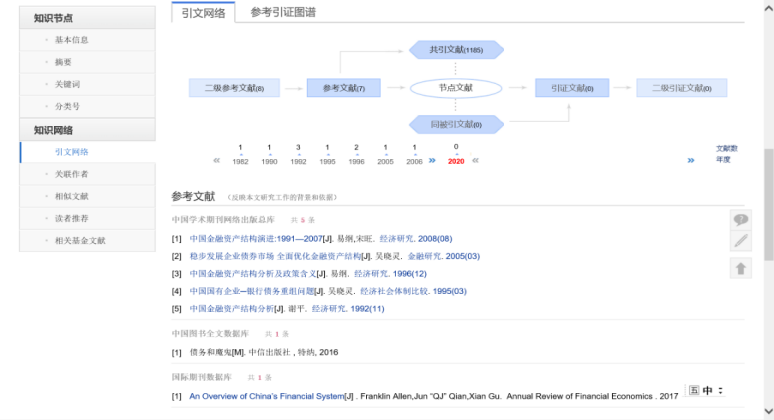 知识节点
基本信息
摘要
关键词
分类号
知识网络
引文网络
关联作者
相似文献
读者推荐
相关基金文献
引文网络 参考引证图谱
共引文献(1185)
二级参考文献(8) 参考文献(7) 节点文献 引证文献(0) 二级引证文献(0)
同被引文献(0)
1 1 3 1 2 1 1 0 文献数
1982 1990 1992 1995 1996 2005 2006 2020 年度
参考文献 （反映本文研究工作的背景和依据）
中国学术期刊网络出版总库 共 5 条
[1] 中国金融资产结构演进:1991—2007[J]. 易纲,宋旺. 经济研究. 2008(08)
[2] 稳步发展企业债券市场 全面优化金融资产结构[J]. 吴晓灵. 金融研究. 2005(03)
[3] 中国金融资产结构分析及政策含义[J]. 易纲. 经济研究. 1996(12)
[4] 中国国有企业—银行债务重组问题[J]. 吴晓灵. 经济社会体制比较. 1995(03)
[5] 中国金融资产结构分析[J]. 谢平. 经济研究. 1992(11)
中国图书全文数据库 共 1 条
[1] 债务和魔鬼[M]. 中信出版社 , 特纳, 2016
国际期刊数据库 共 1 条
[1] An Overview of China's Financial System[J] . Franklin Allen,Jun “QJ” Qian,Xian Gu. Annual Review of Financial Economics . 2017
五 中